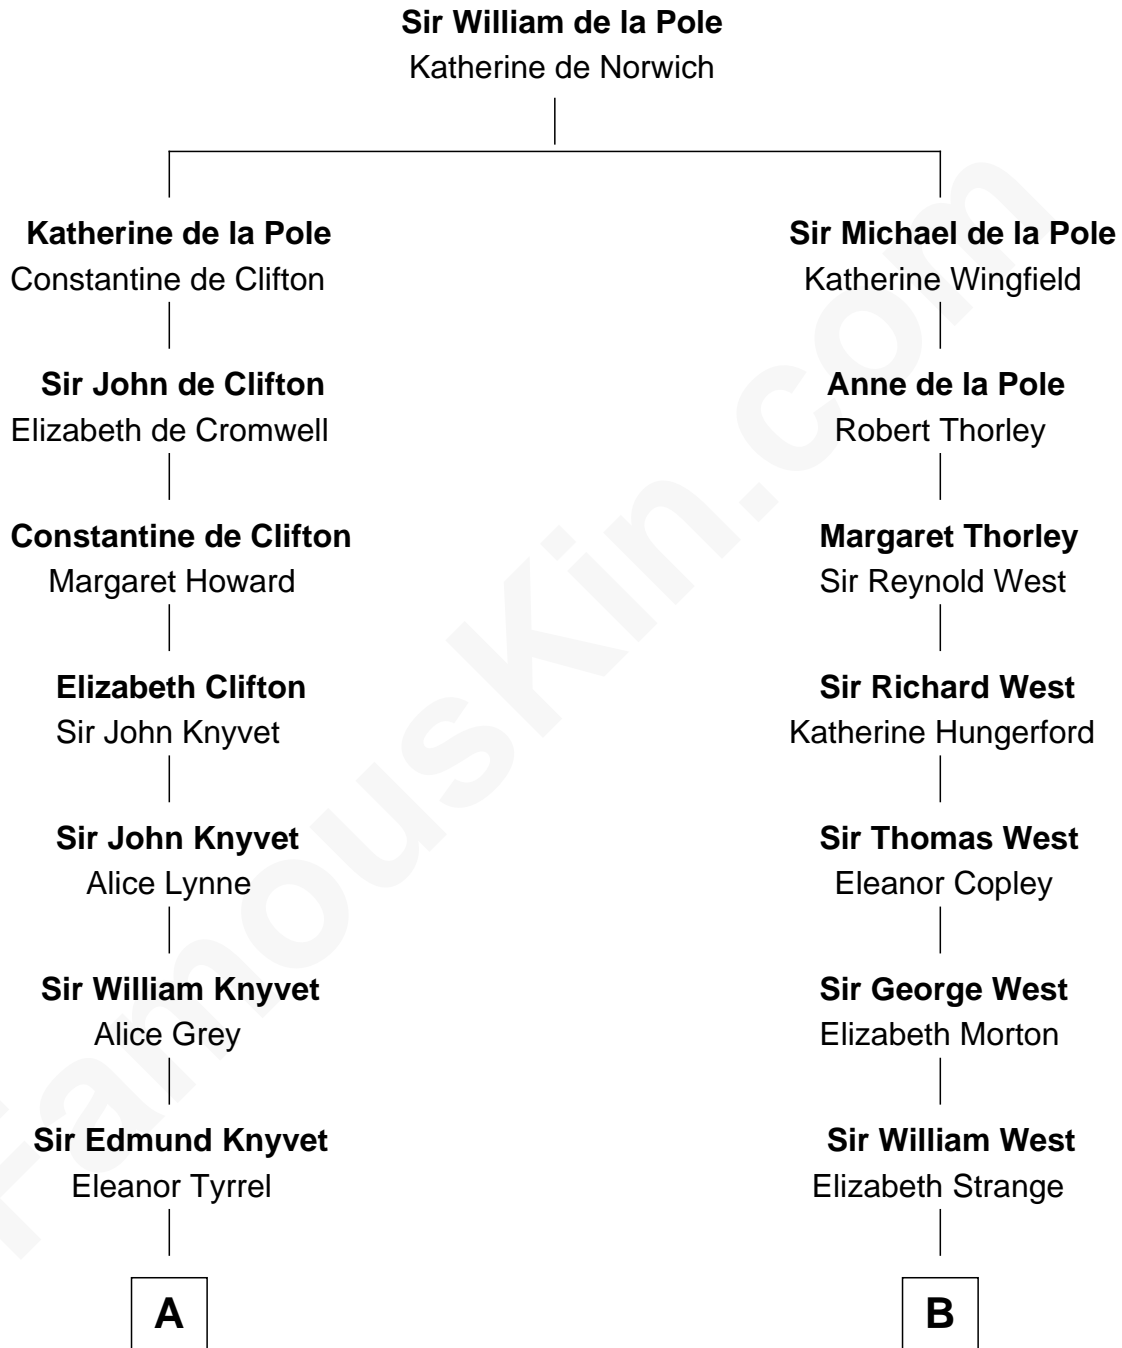 Sir William de la Pole
Katherine de Norwich
Katherine de la Pole
Constantine de Clifton
Sir Michael de la Pole
Katherine Wingfield
Sir John de Clifton
Elizabeth de Cromwell
Anne de la Pole
Robert Thorley
Constantine de Clifton
Margaret Howard
Margaret Thorley
Sir Reynold West
Elizabeth Clifton
Sir John Knyvet
Sir Richard West
Katherine Hungerford
Sir John Knyvet
Alice Lynne
Sir Thomas West
Eleanor Copley
Sir William Knyvet
Alice Grey
Sir George West
Elizabeth Morton
Sir Edmund Knyvet
Eleanor Tyrrel
Sir William West
Elizabeth Strange
A
B
FamousKin.com